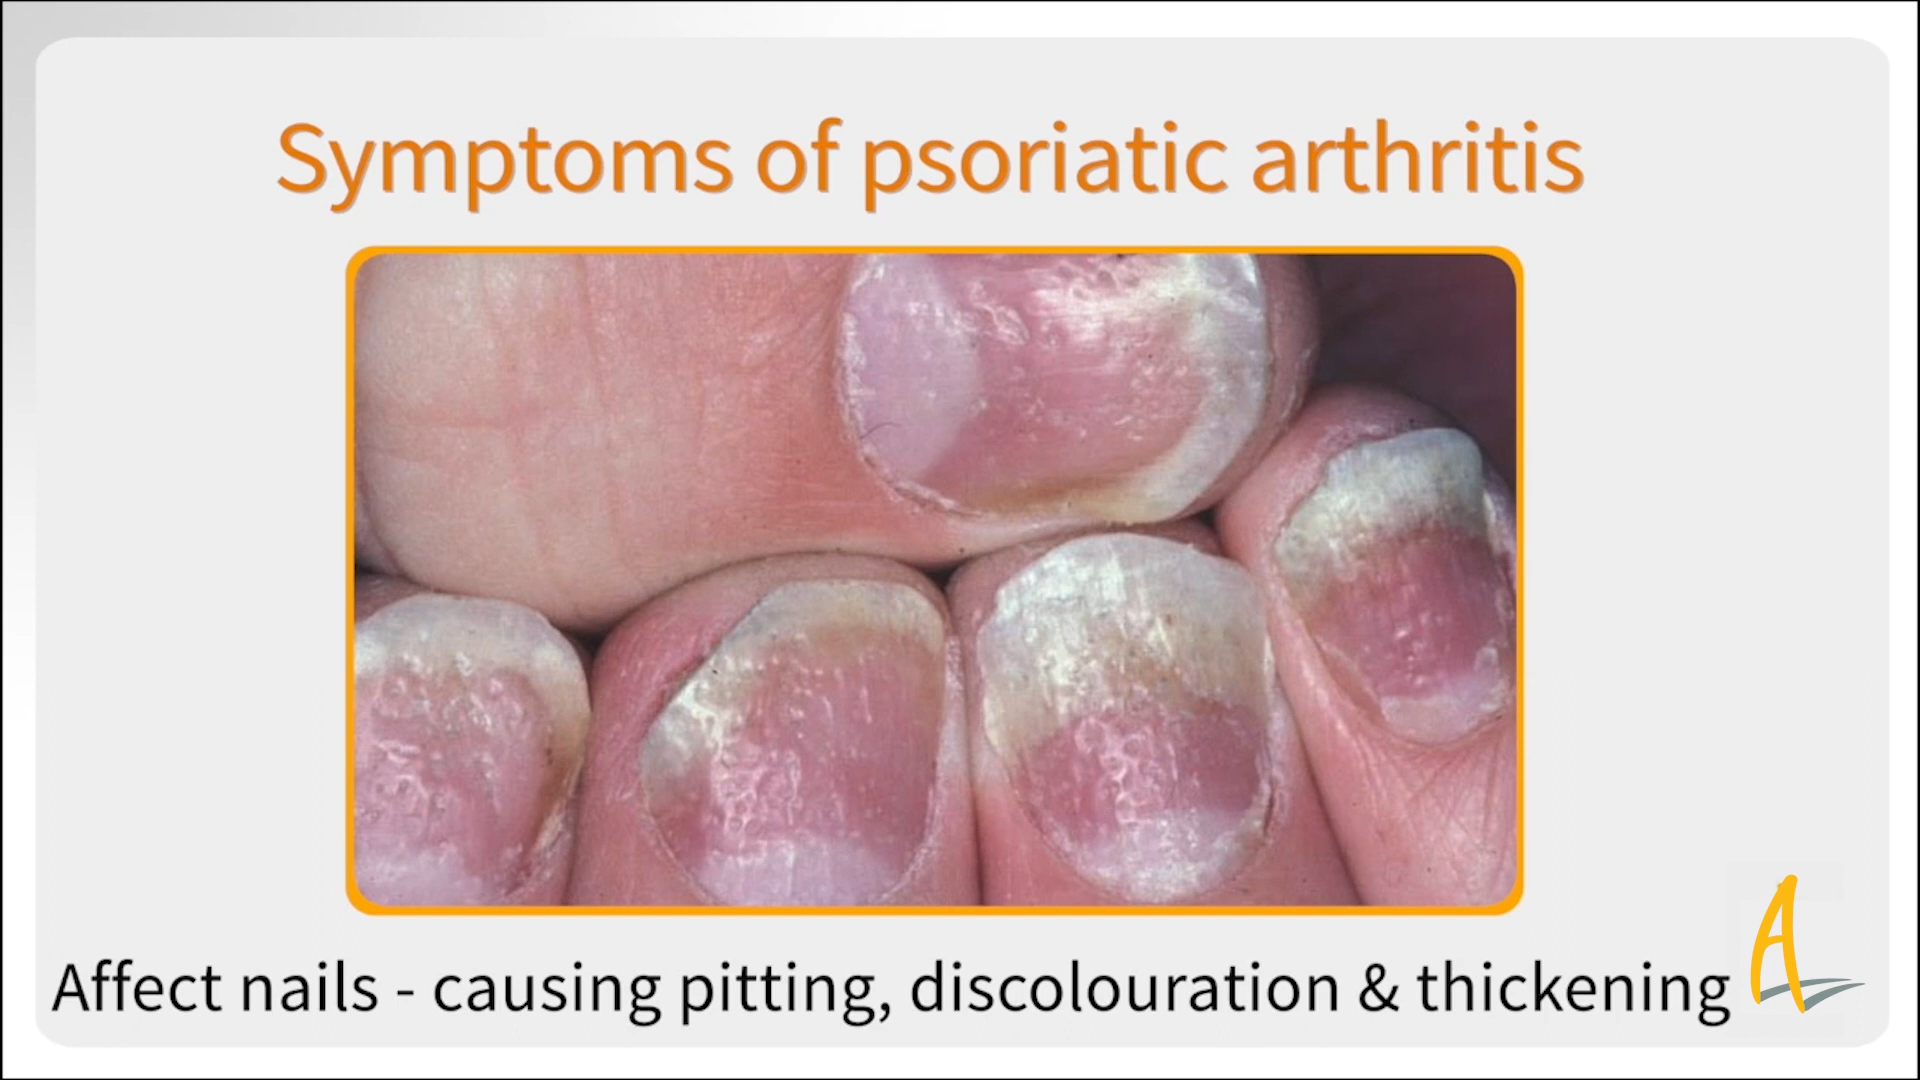 Symptoms of psoriatic arthritis
Affect nails - causing pitting, discolouration & thickening